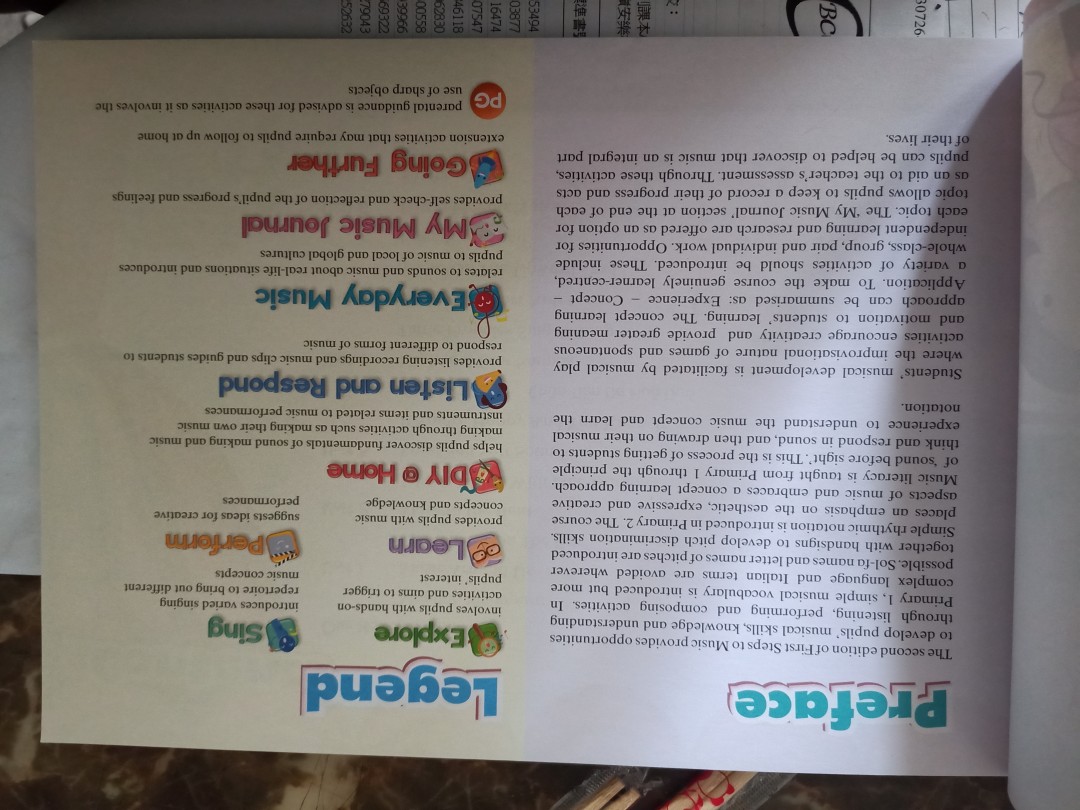 Preface
The second edition of First Steps to Music provides opportunities
to develop pupils' musical skills, knowledge and understanding
through listening, performing and composing activities. In
Primary 1, simple musical vocabulary is introduced but more
complex language and Italian terms are avoided wherever
possible. Sol-fa names and letter names of pitches are introduced
together with handsigns to develop pitch discrimination skills.
Simple rhythmic notation is introduced in Primary 2. The course
places an emphasis on the aesthetic, expressive and creative
aspects of music and embraces a concept learning approach.
Music literacy is taught from Primary 1 through the principle
of 'sound before sight'. This is the process of getting students to
think and respond in sound, and then drawing on their musical
experience to understand the music concept and learn the
notation.
Students' musical development is facilitated by musical play
where the improvisational nature of games and spontaneous
activities encourage creativity and provide greater meaning
and motivation to students' learning. The concept learning
approach can be summarised as: Experience – Concept –
Application. To make the course genuinely learner-centred,
a variety of activities should be introduced. These include
whole-class, group, pair and individual work. Opportunities for
independent learning and research are offered as an option for
each topic. The 'My Music Journal' section at the end of each
topic allows pupils to keep a record of their progress and acts
as an aid to the teacher's assessment. Through these activities,
pupils can be helped to discover that music is an integral part
of their lives.
Legend
Explore
involves pupils with hands-on
activities and aims to trigger
pupils' interest
Sing
introduces varied singing
repertoire to bring out different
music concepts
Learn
provides pupils with music
concepts and knowledge
Perform
suggests ideas for creative
performances
DIY @ Home
helps pupils discover fundamentals of sound making and music
making through activities such as making their own music
instruments and items related to music performances
Listen and Respond
provides listening recordings and music clips and guides students to
respond to different forms of music
Everyday Music
relates to sounds and music about real-life situations and introduces
pupils to music of local and global cultures
My Music Journal
provides self-check and reflection of the pupil's progress and feelings
Going Further
extension activities that may require pupils to follow up at home
PG
parental guidance is advised for these activities as it involves the
use of sharp objects